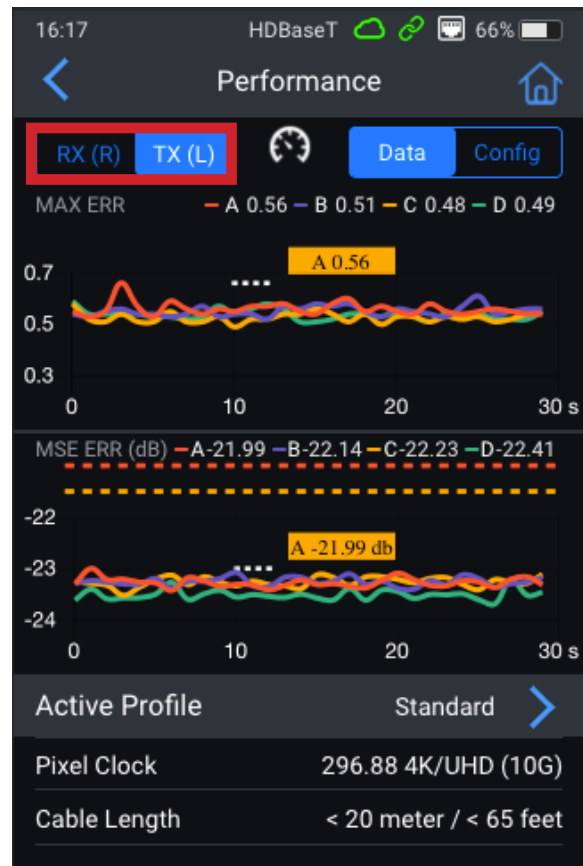 16:17 HDBaseT 66%
Performance
RX (R) TX (L) Data Config
MAX ERR A 0.56 B 0.51 C 0.48 D 0.49
A 0.56
0.7
0.5
0.3
0 10 20 30 s
MSE ERR (dB) A-21.99 B-22.14 C-22.23 D-22.41
-22
A -21.99 db
-23
-24
0 10 20 30 s
Active Profile Standard
Pixel Clock 296.88 4K/UHD (10G)
Cable Length < 20 meter / < 65 feet